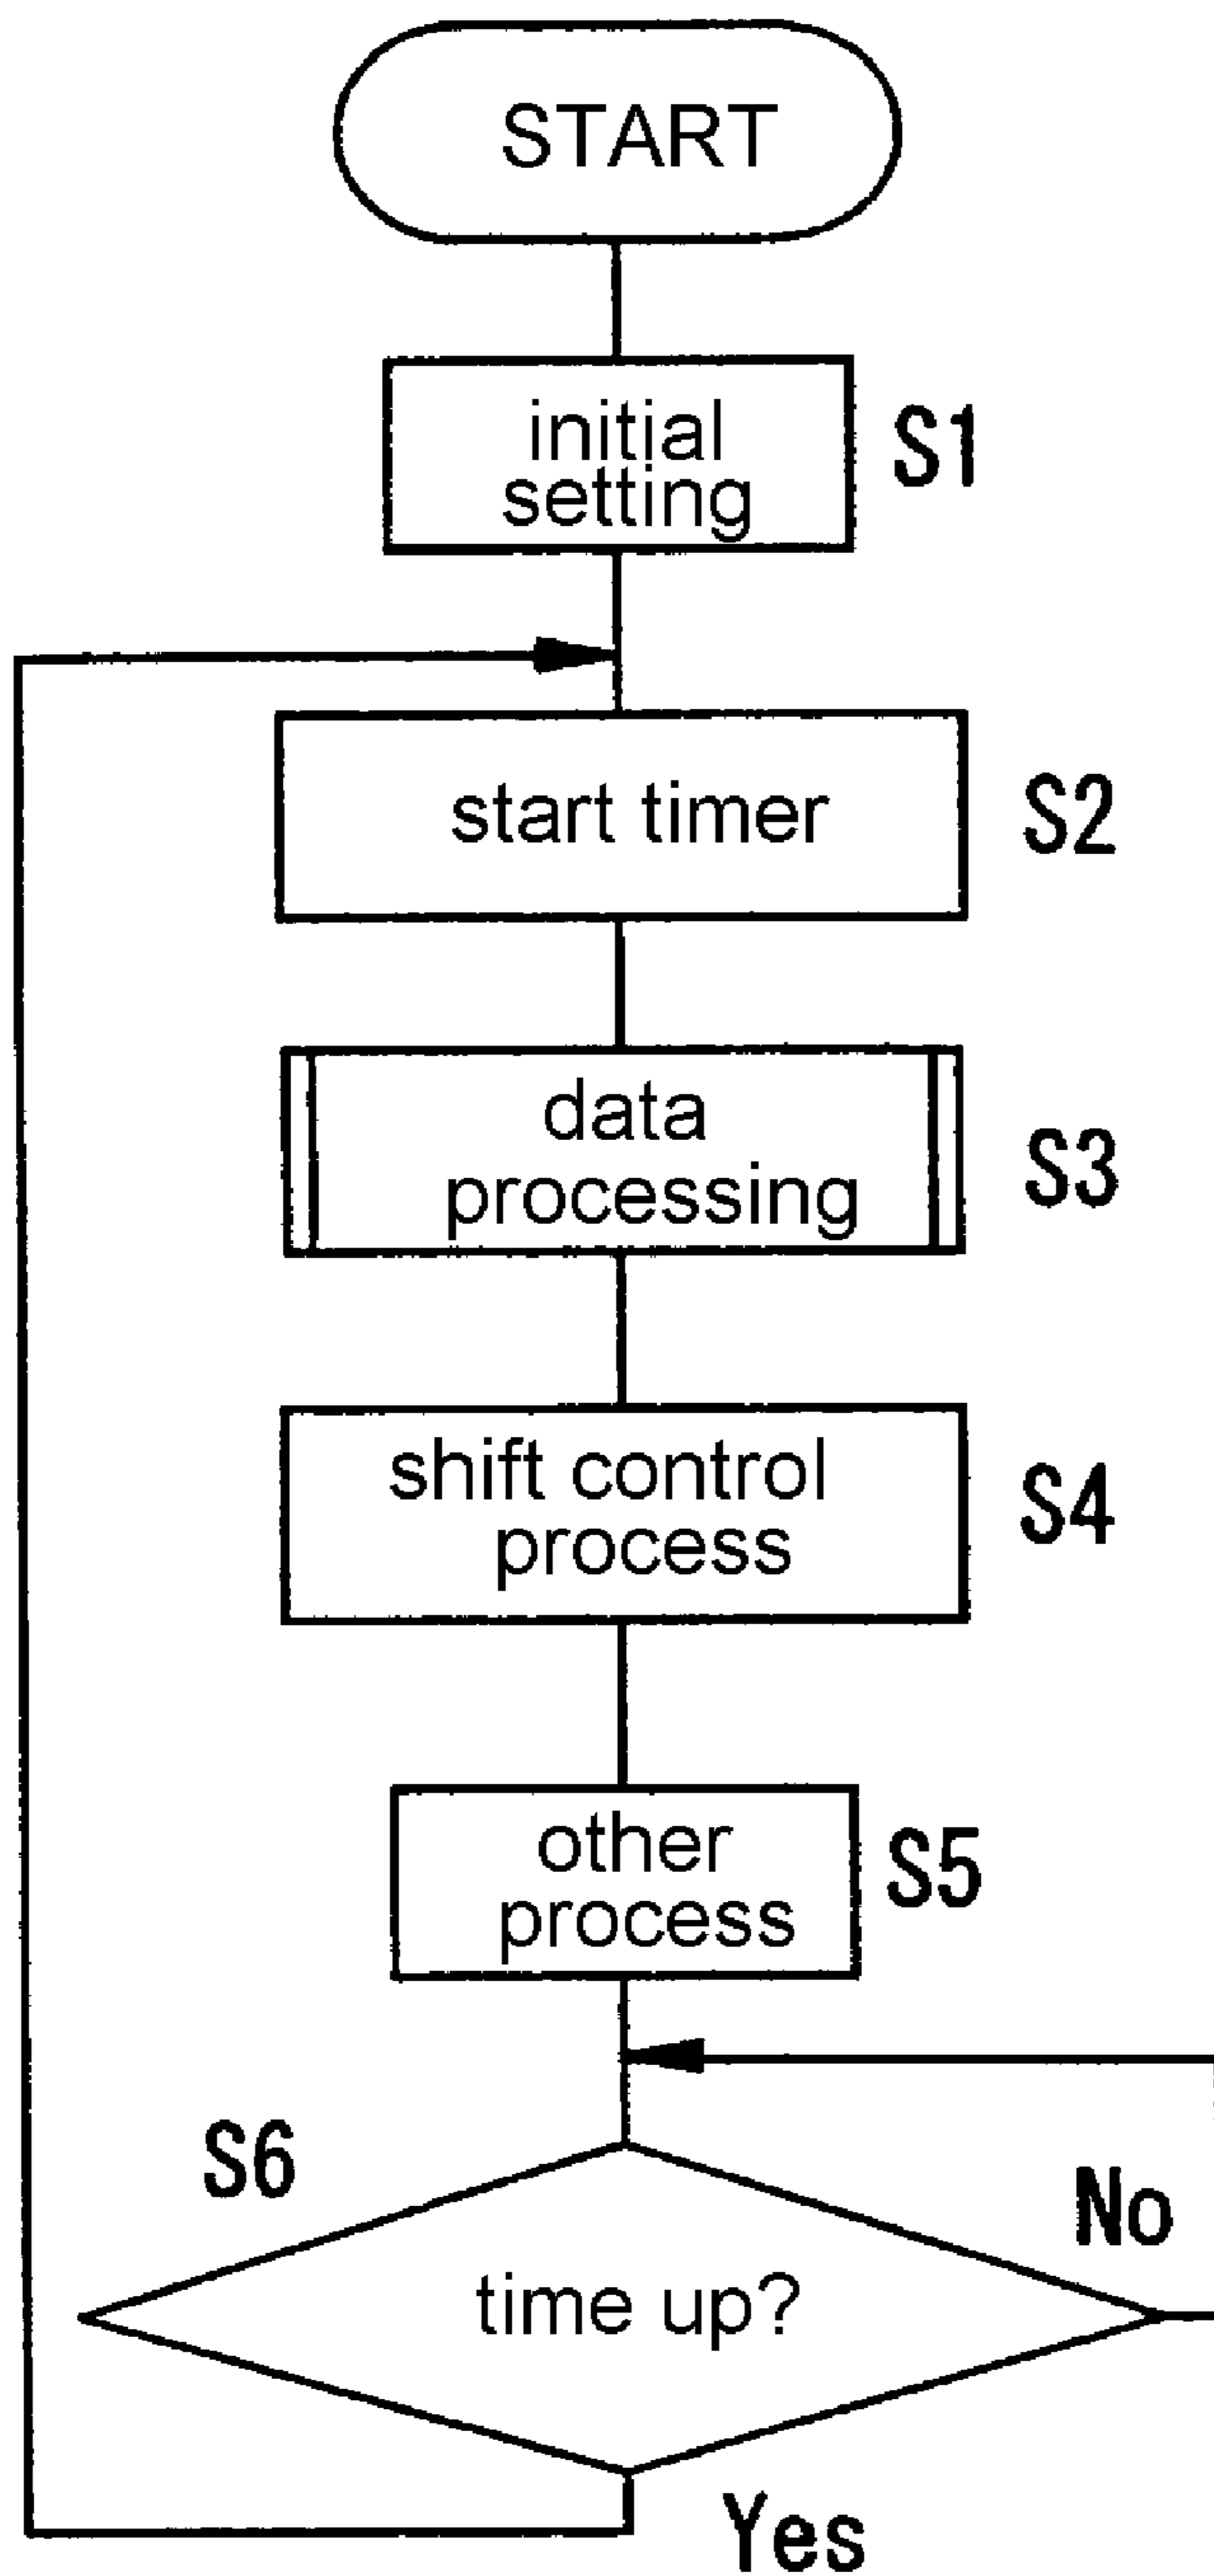 START
initial
setting
S1
start timer
S2
data
processing
S3
shift control
process
S4
other
process
S5
S6
No
time up?
Yes